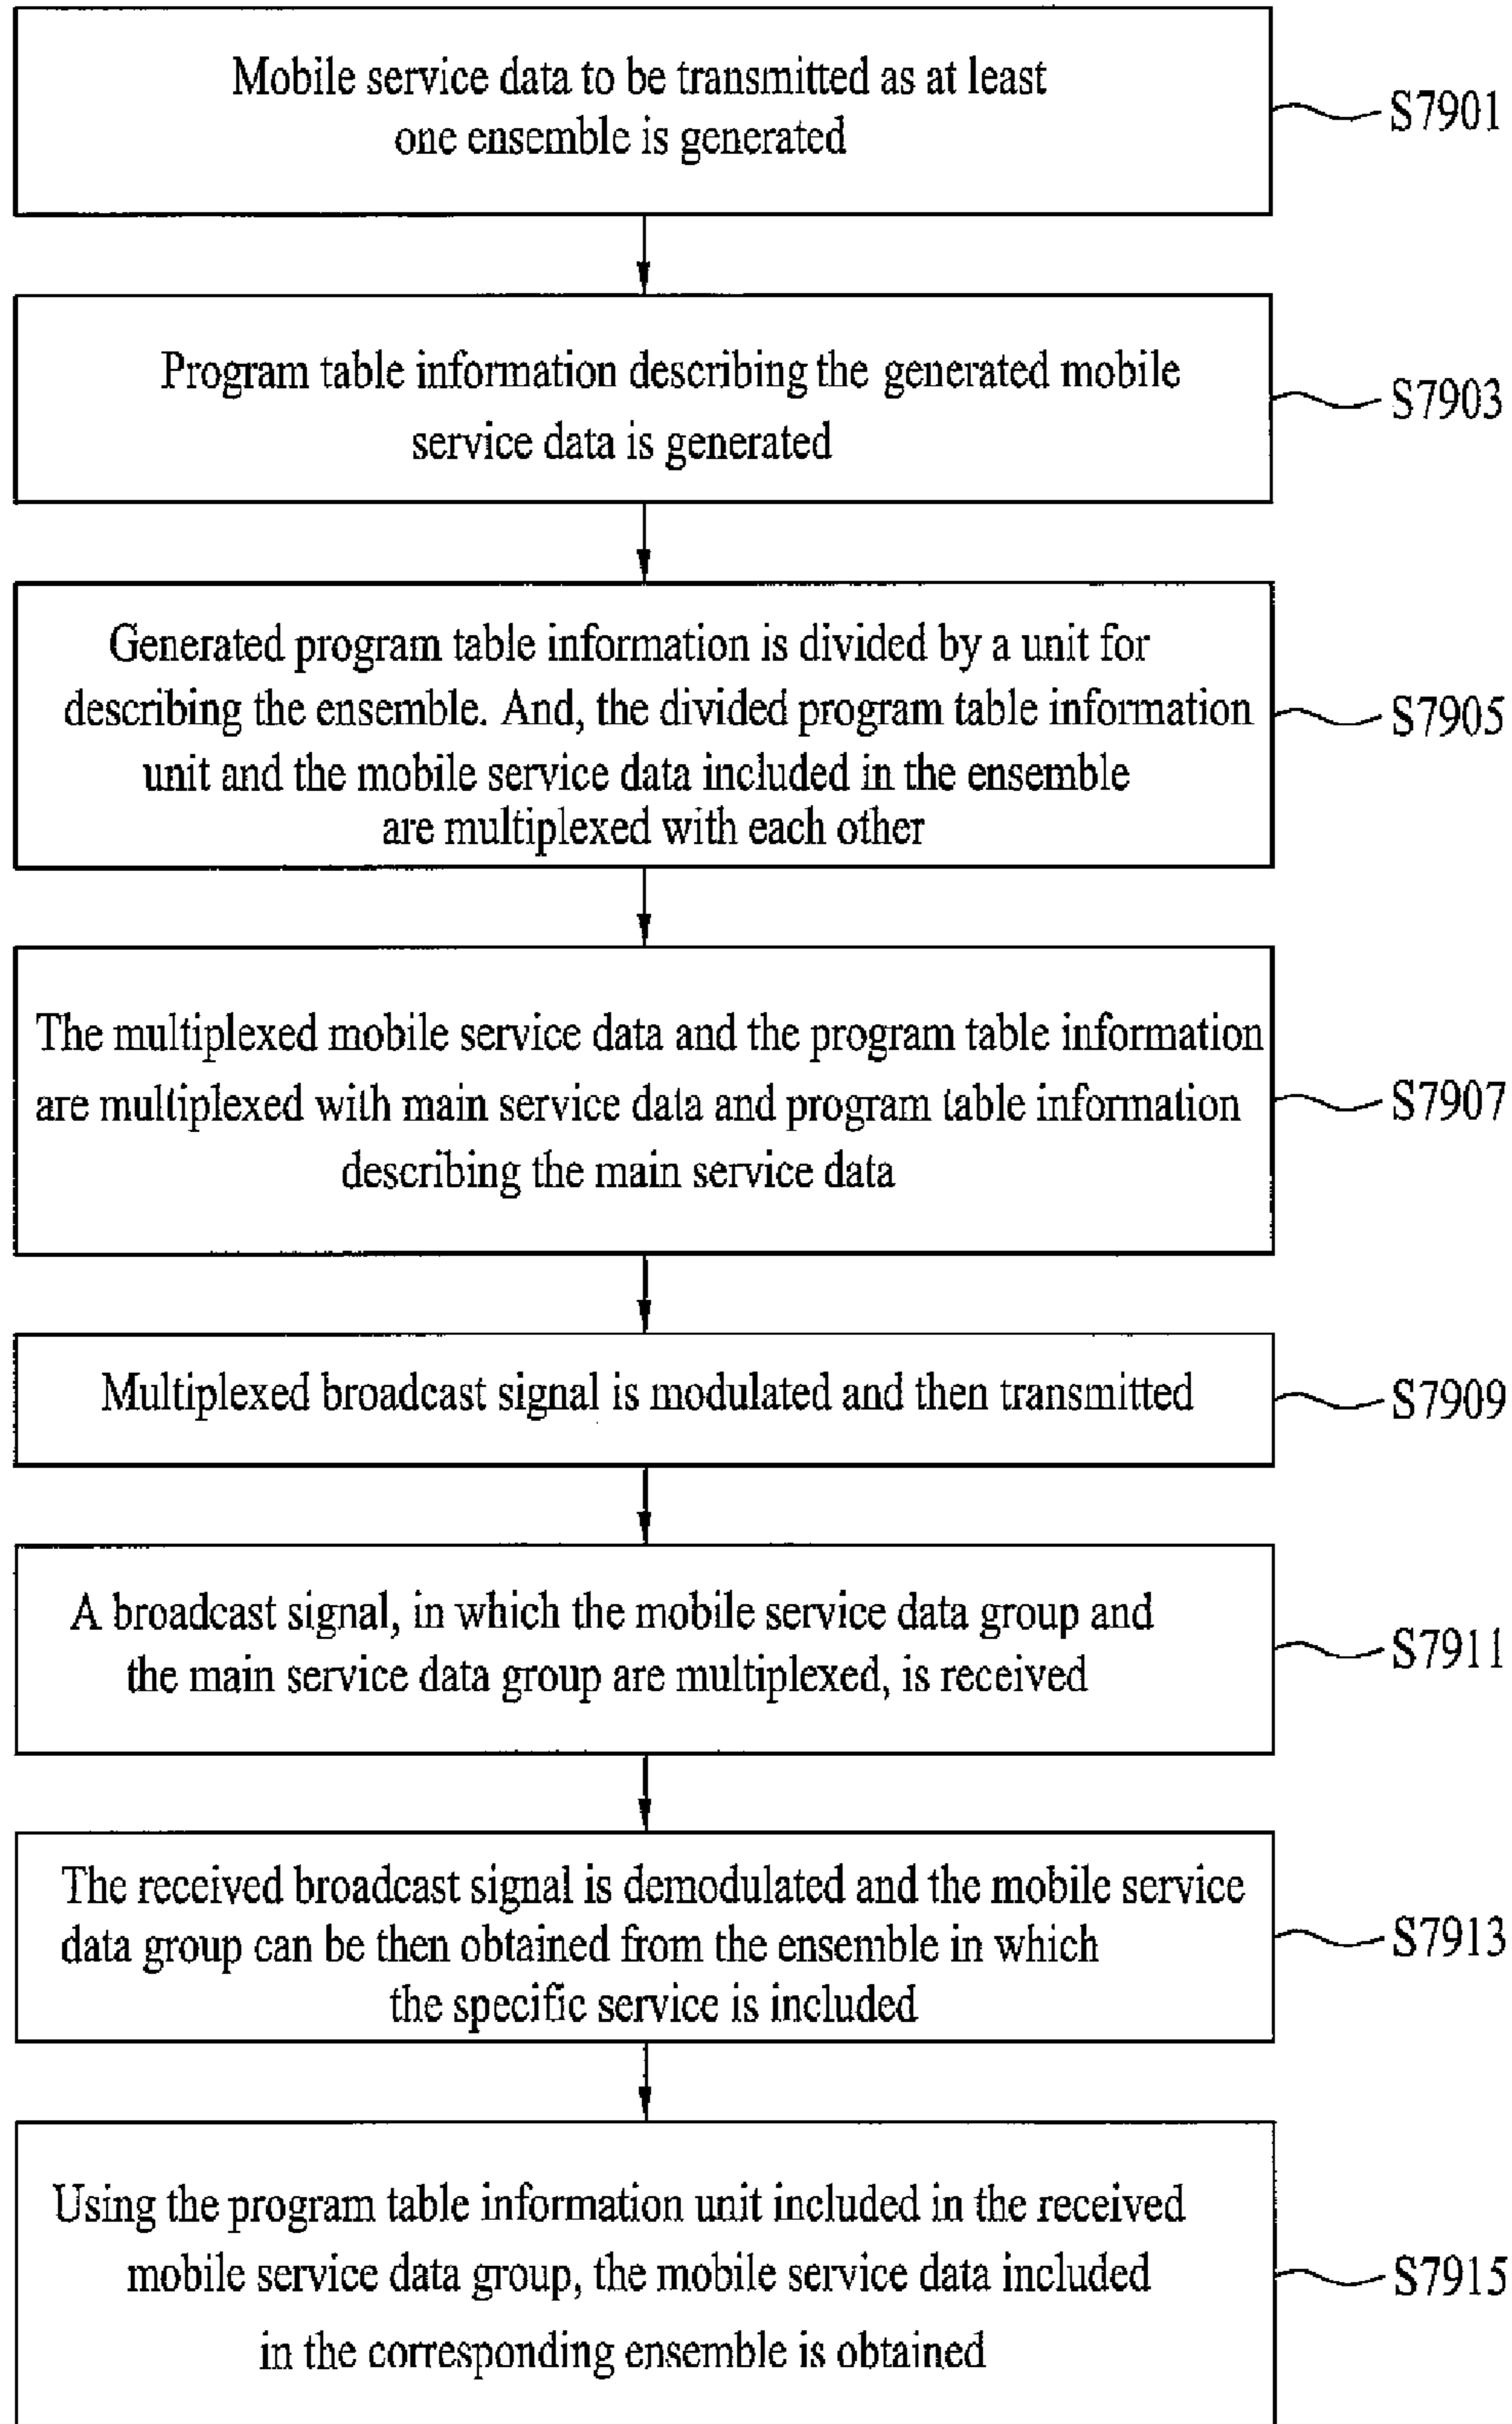 Mobile service data to be transmitted as at least
one ensemble is generated
S7901
Program table information describing the generated mobile
service data is generated
S7903
Generated program table information is divided by a unit for
describing the ensemble. And, the divided program table information
unit and the mobile service data included in the ensemble
are multiplexed with each other
S7905
The multiplexed mobile service data and the program table information
are multiplexed with main service data and program table information
describing the main service data
S7907
Multiplexed broadcast signal is modulated and then transmitted
S7909
A broadcast signal, in which the mobile service data group and
the main service data group are multiplexed, is received
S7911
The received broadcast signal is demodulated and the mobile service
data group can be then obtained from the ensemble in which
the specific service is included
S7913
Using the program table information unit included in the received
mobile service data group, the mobile service data included
in the corresponding ensemble is obtained
S7915